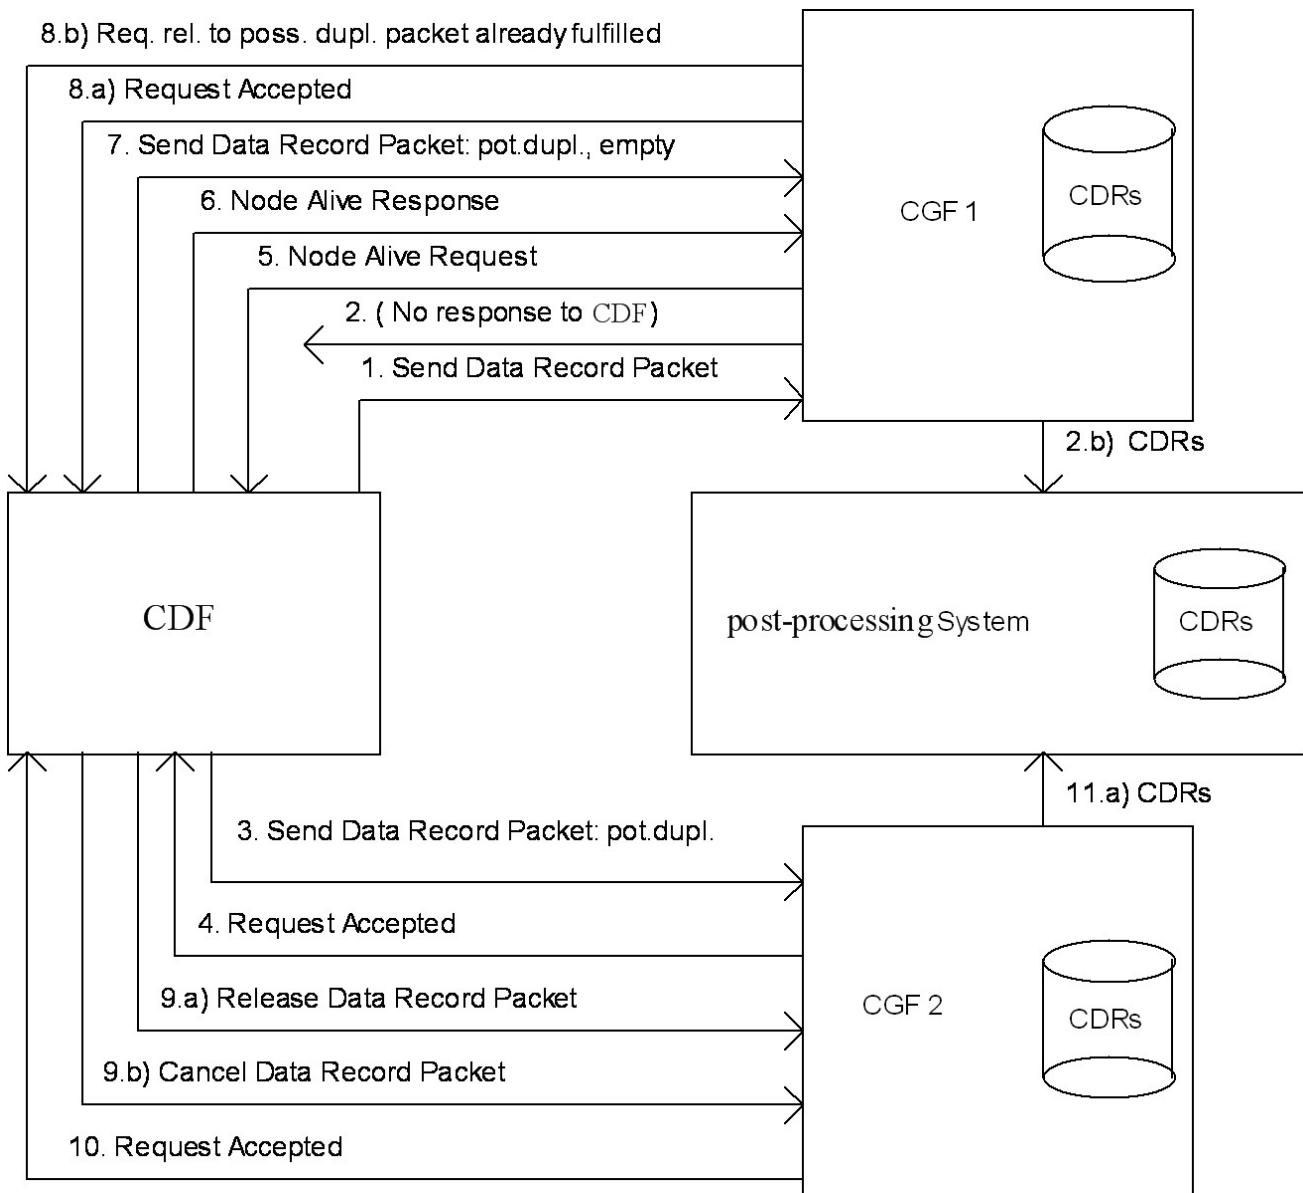 8.b) Req. rel. to poss. dupl. packet already fulfilled
8.a) Request Accepted
7. Send Data Record Packet: pot.dupl., empty
6. Node Alive Response
5. Node Alive Request
2. ( No response to CDF)
1. Send Data Record Packet
CGF 1
CDRs
2.b) CDRs
CDF
post-processing System
CDRs
11.a) CDRs
3. Send Data Record Packet: pot.dupl.
4. Request Accepted
9.a) Release Data Record Packet
9.b) Cancel Data Record Packet
10. Request Accepted
CGF 2
CDRs